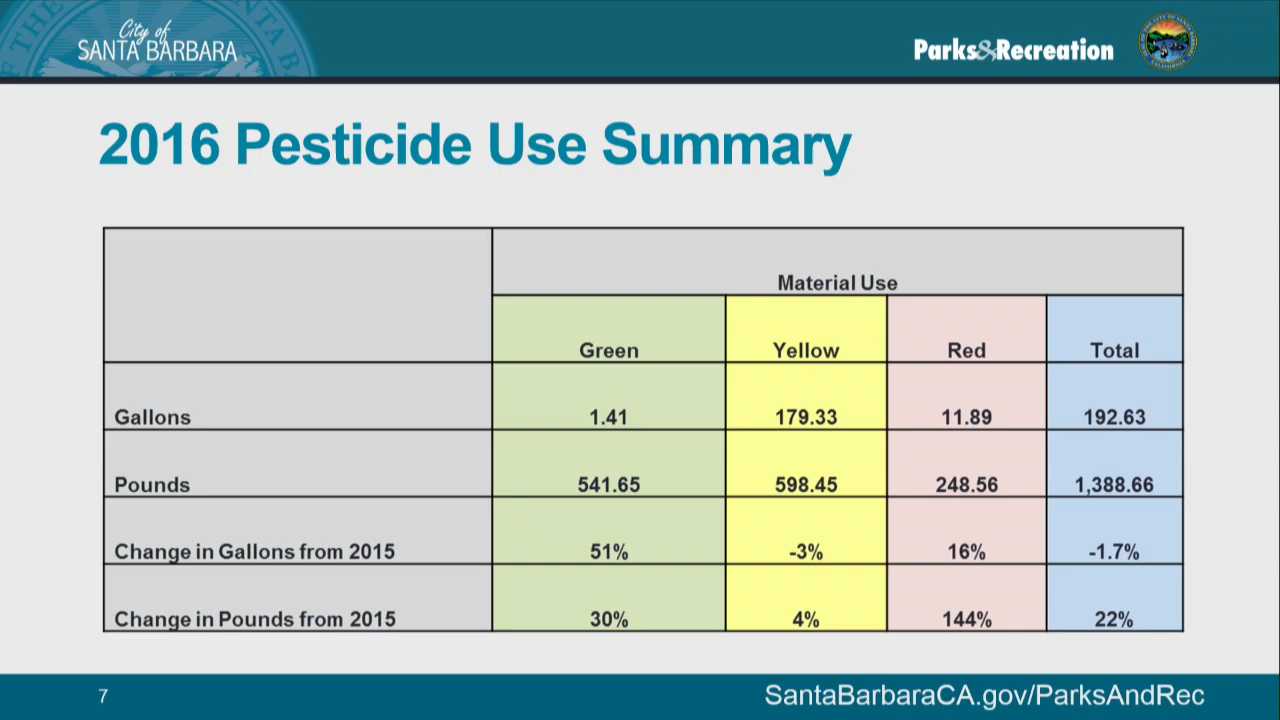 City of
SANTA BARBARA
Parks&Recreation
2016 Pesticide Use Summary
Material Use
Green Yellow Red Total
Gallons 1.41 179.33 11.89 192.63
Pounds 541.65 598.45 248.56 1,388.66
Change in Gallons from 2015 51% -3% 16% -1.7%
Change in Pounds from 2015 30% 4% 144% 22%
7
SantaBarbaraCA.gov/ParksAndRec